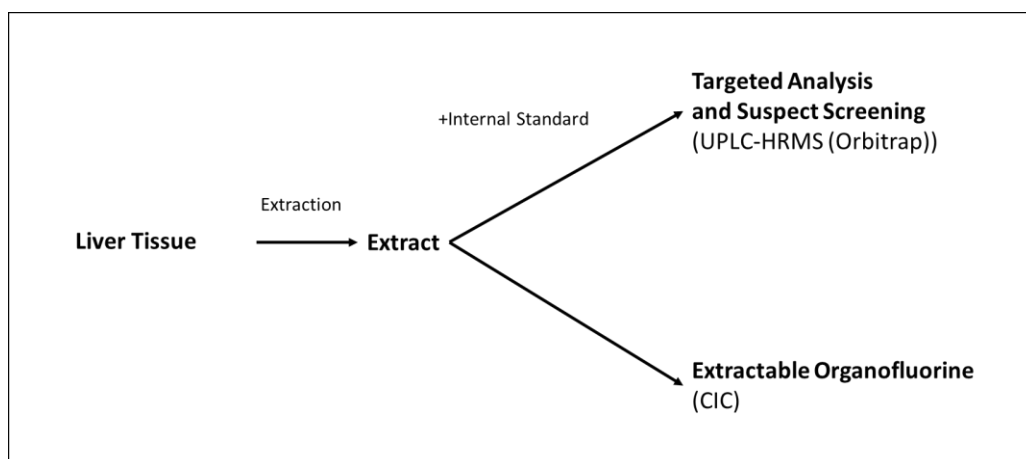 Targeted Analysis
and Suspect Screening
(UPLC-HRMS (Orbitrap))
+Internal Standard
Extraction
Liver Tissue
Extract
Extractable Organofluorine
(CIC)